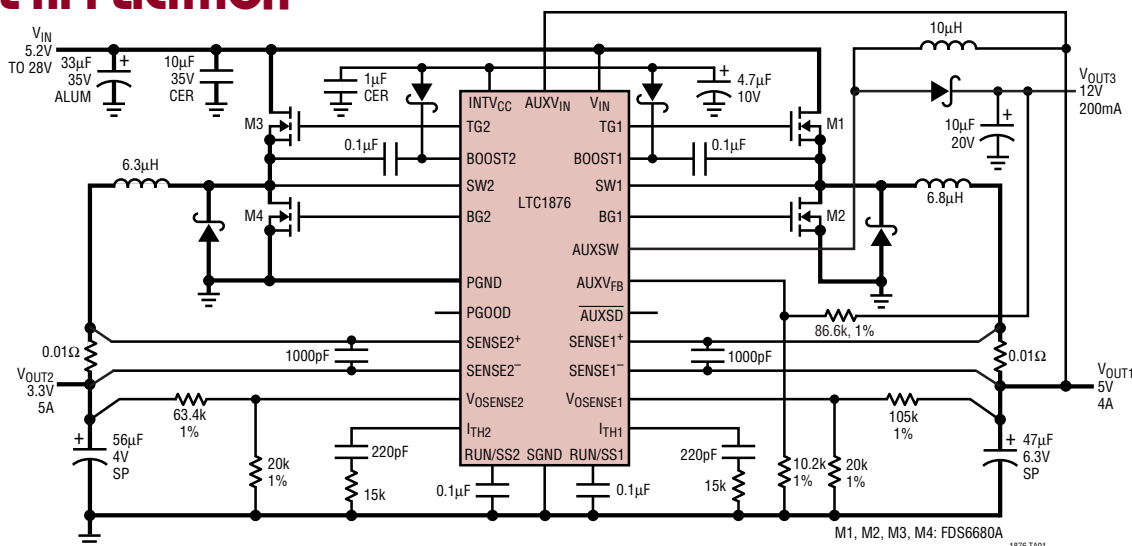 V_IN
5.2V
TO 28V
33µF
35V
ALUM
+
10µF
35V
CER
1µF
CER
+
4.7µF
10V
10µH
V_OUT3
12V
200mA
+
10µF
20V
M3
M1
0.1µF
0.1µF
6.3µH
6.8µH
M4
M2
INTV_CC
AUXV_IN
V_IN
TG2
TG1
BOOST2
BOOST1
SW2
SW1
LTC1876
BG2
BG1
AUXSW
PGND
AUXV_FB
PGOOD
AUXSD
SENSE2+
SENSE1+
SENSE2–
SENSE1–
V_OSENSE2
V_OSENSE1
I_TH2
I_TH1
RUN/SS2
SGND
RUN/SS1
86.6k, 1%
0.01Ω
1000pF
1000pF
0.01Ω
V_OUT2
3.3V
5A
V_OUT1
5V
4A
63.4k
1%
105k
1%
+
56µF
4V
SP
20k
1%
220pF
15k
0.1µF
0.1µF
220pF
15k
10.2k
1%
20k
1%
+
47µF
6.3V
SP
M1, M2, M3, M4: FDS6680A
1876 TA01